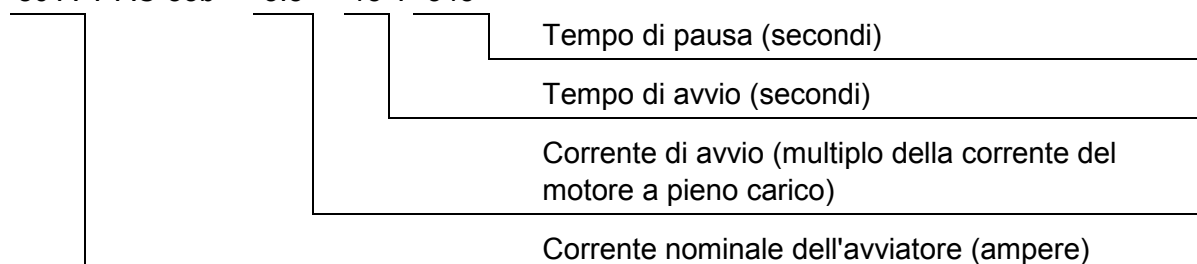 Tempo di pausa (secondi)
Tempo di avvio (secondi)
Corrente di avvio (multiplo della corrente del
motore a pieno carico)
Corrente nominale dell'avviatore (ampere)